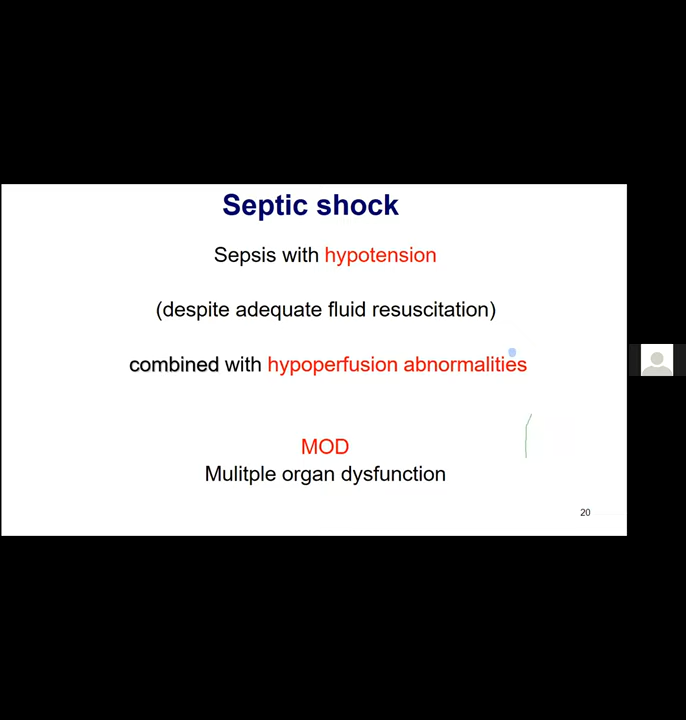 Septic shock
Sepsis with hypotension
(despite adequate fluid resuscitation)
combined with hypoperfusion abnormalities
MOD
Mulitple organ dysfunction
20